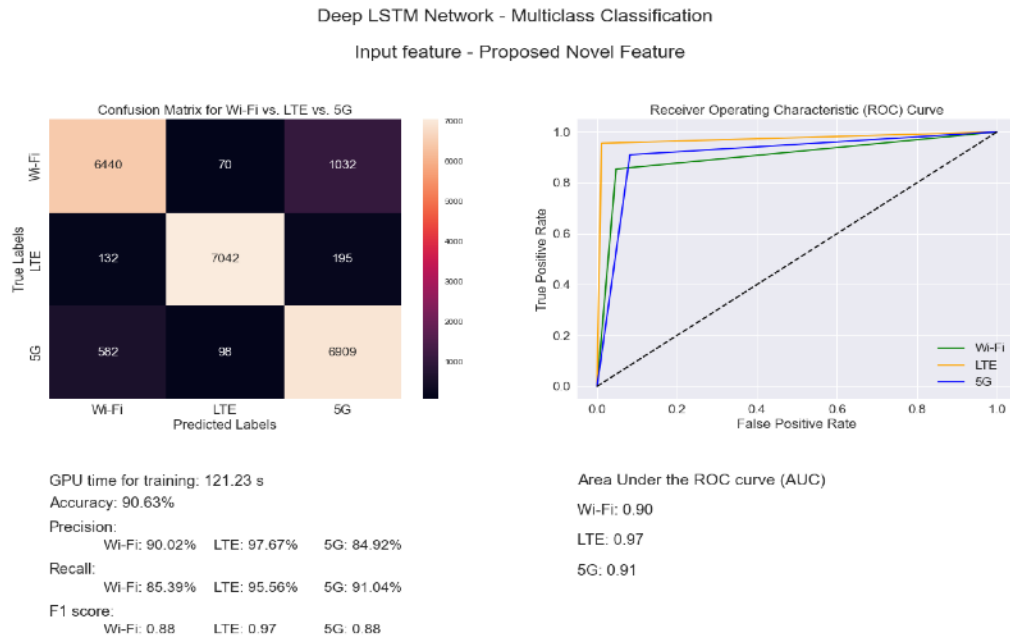 Deep LSTM Network - Multiclass Classification
Input feature - Proposed Novel Feature
Confusion Matrix for Wi-Fi vs. LTE vs. 5G
True Labels
Wi-Fi
LTE
5G
6440 70 1032
132 7042 195
582 98 6909
Wi-Fi LTE 5G
Predicted Labels
7000
6000
5000
4000
3000
2000
1000
Receiver Operating Characteristic (ROC) Curve
True Positive Rate
1.0
0.8
0.6
0.4
0.2
0.0
Wi-Fi
LTE
5G
0.0 0.2 0.4 0.6 0.8 1.0
False Positive Rate
GPU time for training: 121.23 s
Accuracy: 90.63%
Precision:
Wi-Fi: 90.02% LTE: 97.67% 5G: 84.92%
Recall:
Wi-Fi: 85.39% LTE: 95.56% 5G: 91.04%
F1 score:
Wi-Fi: 0.88 LTE: 0.97 5G: 0.88
Area Under the ROC curve (AUC)
Wi-Fi: 0.90
LTE: 0.97
5G: 0.91